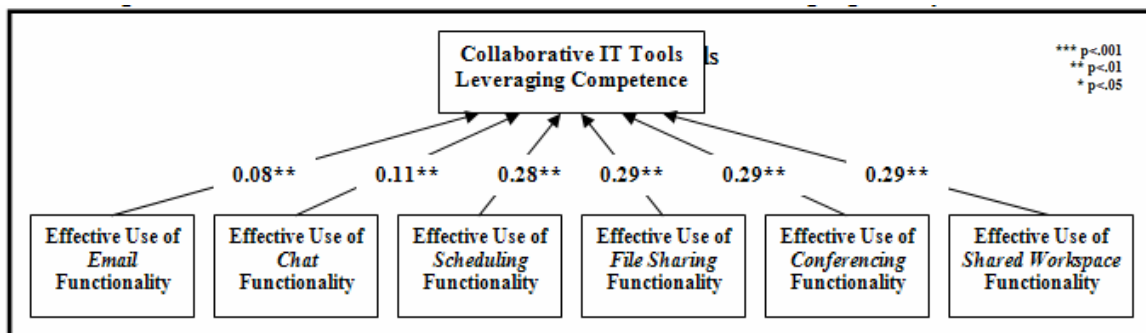 Collaborative IT Tools
ls
Leveraging Competence
*** p<.001
** p<.01
* p<.05
0.08**
0.11**
0.28**
0.29**
0.29**
0.29**
Effective Use of
Email
Functionality
Effective Use of
Chat
Functionality
Effective Use of
Scheduling
Functionality
Effective Use of
File Sharing
Functionality
Effective Use of
Conferencing
Functionality
Effective Use of
Shared Workspace
Functionality